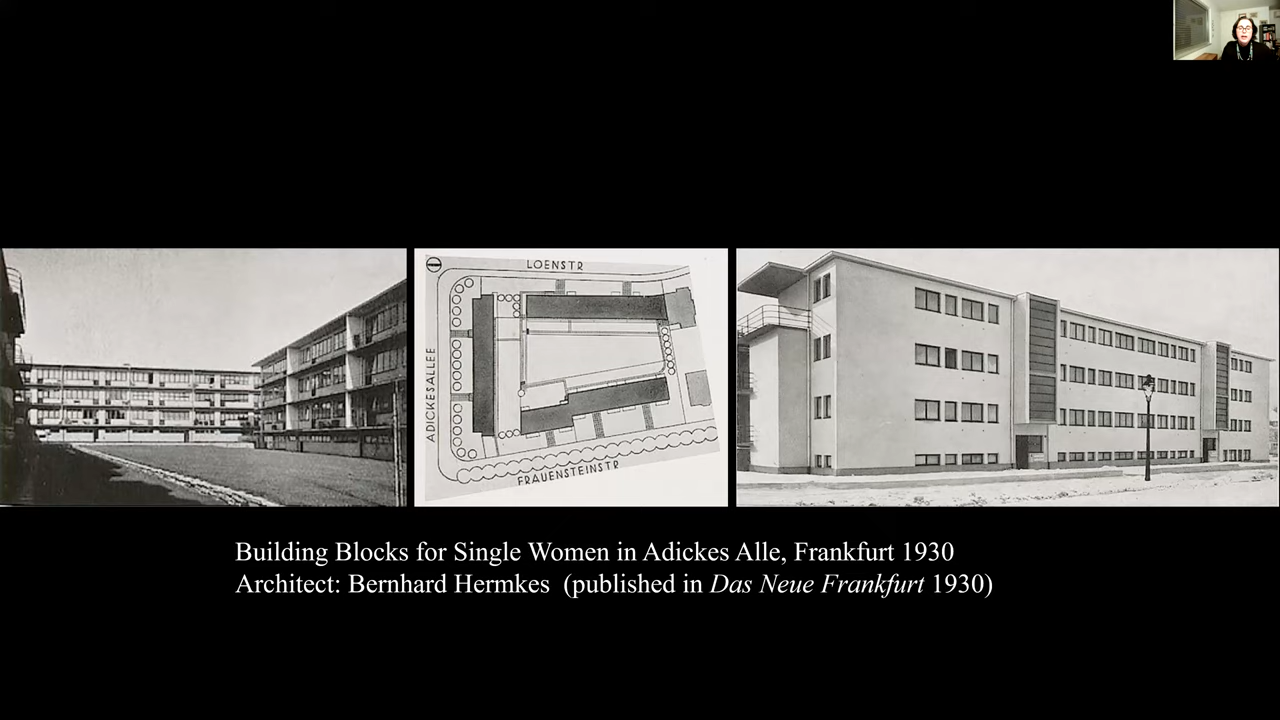 LOENSTR
ADICKESALLEE
FRAUENSTEINSTR
Building Blocks for Single Women in Adickes Alle, Frankfurt 1930
Architect: Bernhard Hermkes (published in Das Neue Frankfurt 1930)